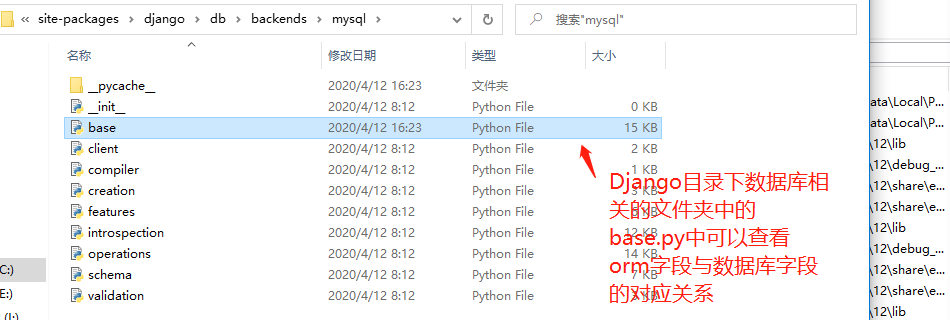 « site-packages › django › db › backends › mysql ›
搜索"mysql"
名称 修改日期 类型 大小
__pycache__ 2020/4/12 16:23 文件夹
__init__ 2020/4/12 8:12 Python File 0 KB
base 2020/4/12 16:23 Python File 15 KB
client 2020/4/12 8:12 Python File 2 KB
compiler 2020/4/12 8:12 Python File 1 KB
creation 2020/4/12 8:12 Python File KB
features 2020/4/12 8:12 Python File KB
introspection 2020/4/12 8:12 Python File 12 KB
operations 2020/4/12 8:12 Python File 14 KB
schema 2020/4/12 8:12 Python File 7 KB
validation 2020/4/12 8:12 Python File KB
Django目录下数据库相
关的文件夹中的
base.py中可以查看
orm字段与数据库字段
的对应关系
C:)
E:)
(I:)
ata\Local\P...
ata\Local\P...
\12\lib
\12\debug_...
\12\share\e...
\12\share\e...
\12\lib
\12\debug_...
\12\share\e...
\12\share\e...
\12\lib